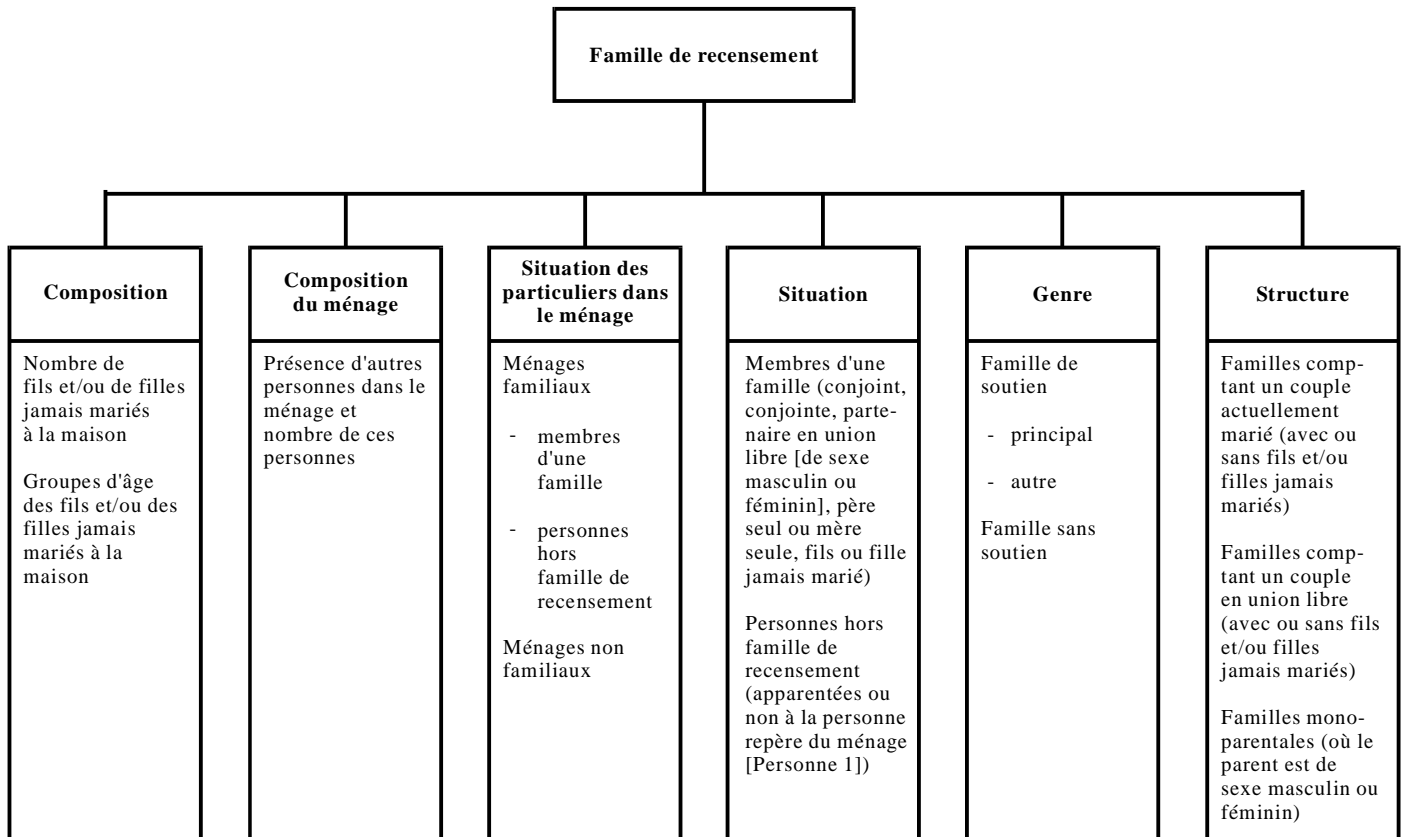 Famille de recensement
Composition
Nombre de
fils et/ou de filles
jamais mariés
à la maison
Groupes d'âge
des fils et/ou des
filles jamais
mariés à la
maison
Composition
du ménage
Présence d'autres
personnes dans le
ménage et
nombre de ces
personnes
Situation des
particuliers dans
le ménage
Ménages
familiaux
- membres
d'une
famille
- personnes
hors
famille de
recensement
Ménages non
familiaux
Situation
Membres d'une
famille (conjoint,
conjointe, parte-
naire en union
libre [de sexe
masculin ou
féminin], père
seul ou mère
seule, fils ou fille
jamais marié)
Personnes hors
famille de
recensement
(apparentées ou
non à la personne
repère du ménage
[Personne 1])
Genre
Famille de
soutien
- principal
- autre
Famille sans
soutien
Structure
Familles comp-
tant un couple
actuellement
marié (avec ou
sans fils et/ou
filles jamais
mariés)
Familles comp-
tant un couple
en union libre
(avec ou sans fils
et/ou filles
jamais mariés)
Familles mono-
parentales (où le
parent est de
sexe masculin ou
féminin)